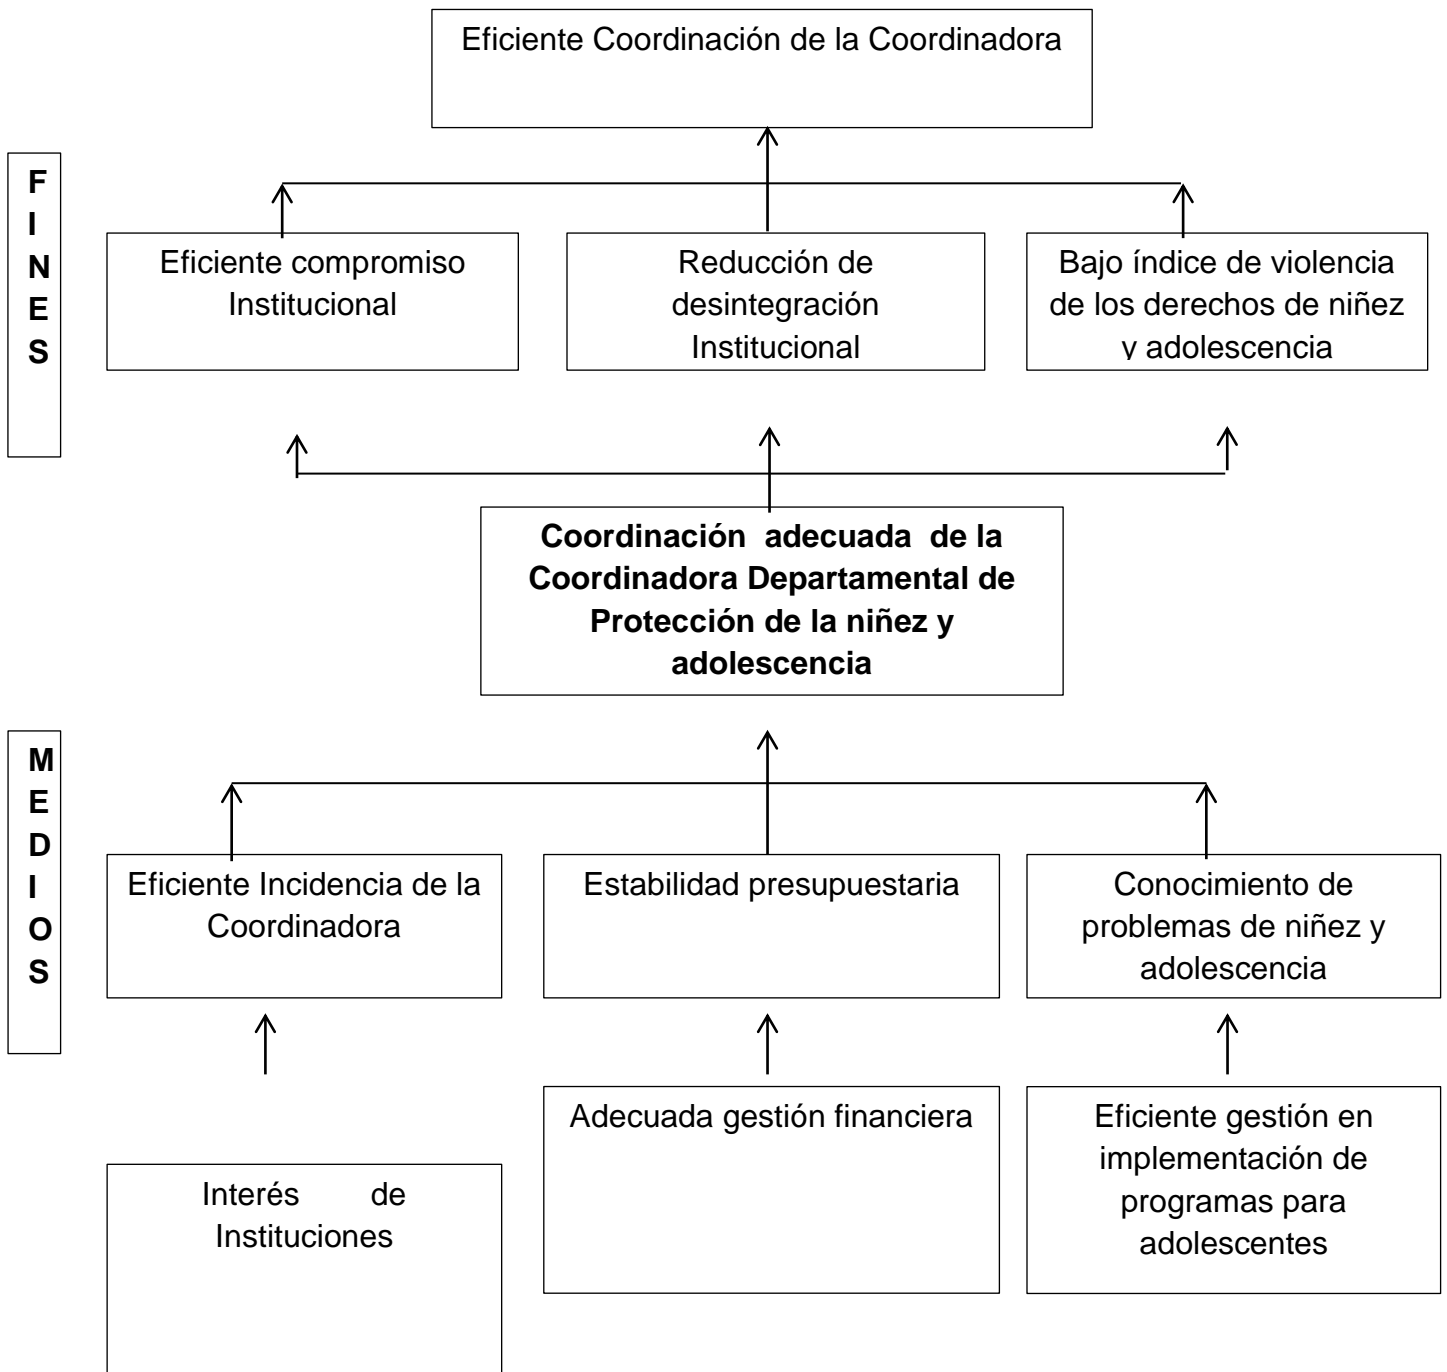 Eficiente Coordinación de la Coordinadora
F
I
N
E
S
Eficiente compromiso
Institucional
Reducción de
desintegración
Institucional
Bajo índice de violencia
de los derechos de niñez
y adolescencia
Coordinación adecuada de la
Coordinadora Departamental de
Protección de la niñez y
adolescencia
M
E
D
I
O
S
Eficiente Incidencia de la
Coordinadora
Estabilidad presupuestaria
Conocimiento de
problemas de niñez y
adolescencia
Interés de
Instituciones
Adecuada gestión financiera
Eficiente gestión en
implementación de
programas para
adolescentes